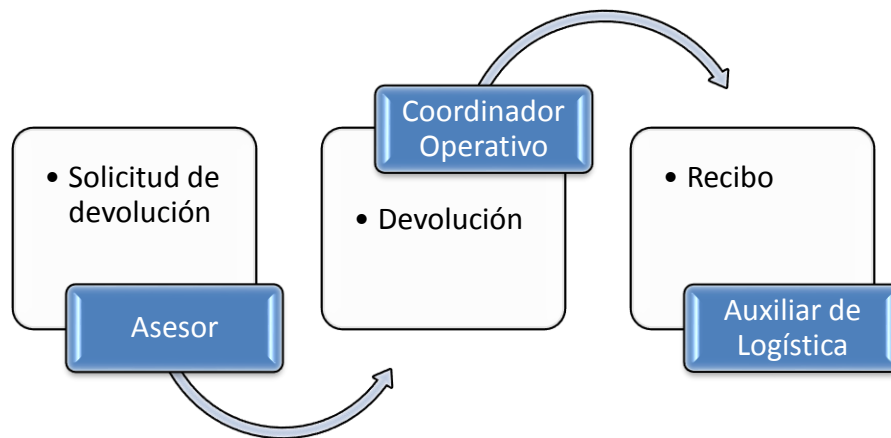 • Solicitud de
devolución
Asesor
Coordinador
Operativo
• Devolución
• Recibo
Auxiliar de
Logística